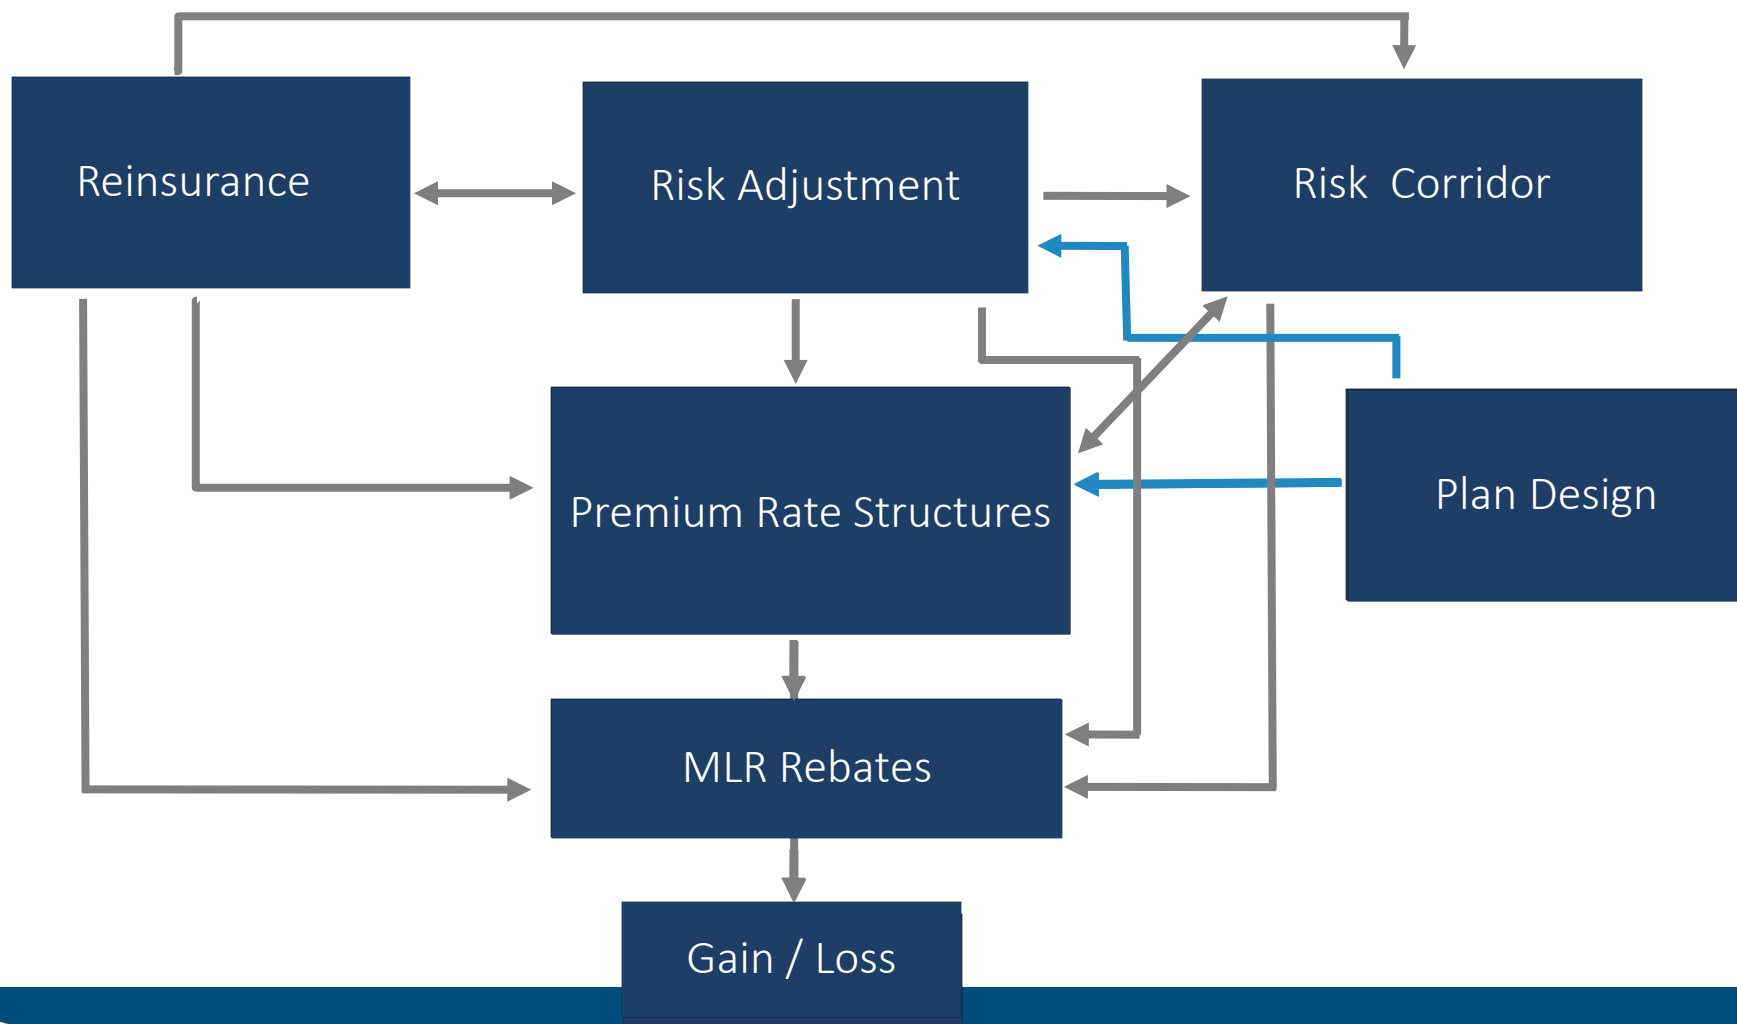 Reinsurance
Risk Adjustment
Risk Corridor
Premium Rate Structures
Plan Design
MLR Rebates
Gain / Loss